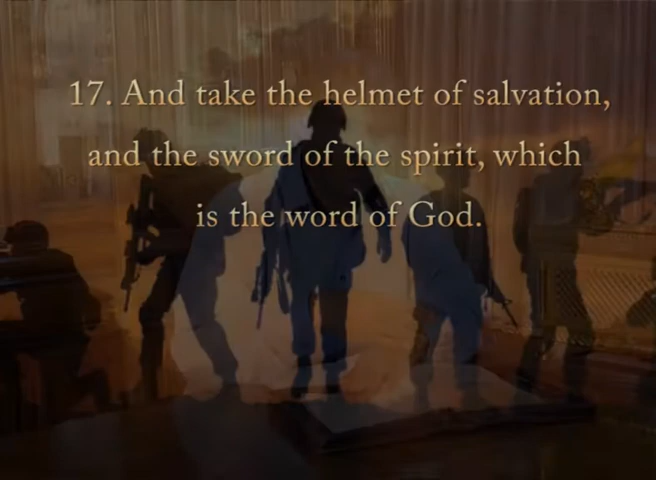 17. And take the helmet of salvation,
and the sword of the spirit, which
is the word of God.